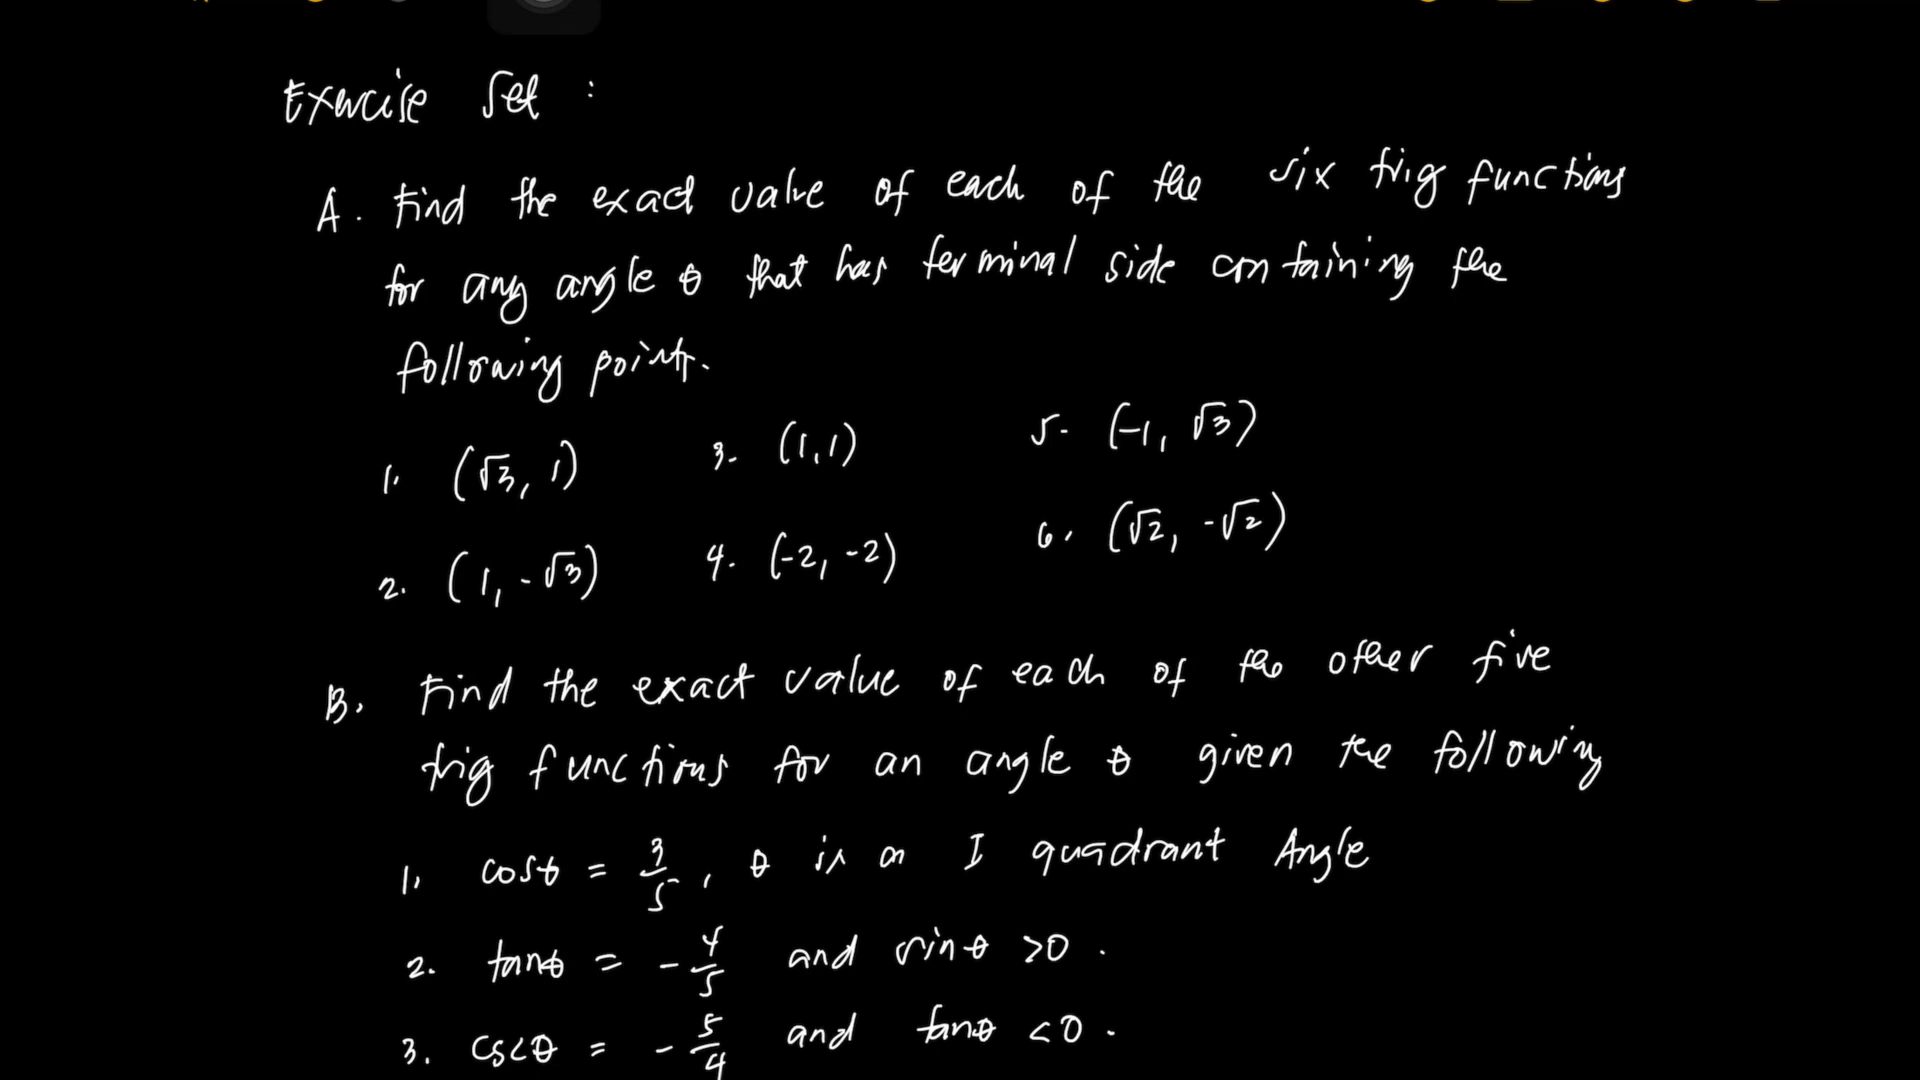 Exercise Set :
A. Find the exact value of each of the six trig functions
for any angle θ that has terminal side containing the
following points.
1. (√3, 1) 3. (1,1) 5. (-1, √3)
2. (1, -√3) 4. (-2, -2) 6. (√2, -√2)
B. Find the exact value of each of the other five
trig functions for an angle θ given the following
1. cosθ = 3/5, θ is an I quadrant Angle
2. tanθ = -4/5 and sinθ >0.
3. cscθ = -5/4 and tanθ <0.